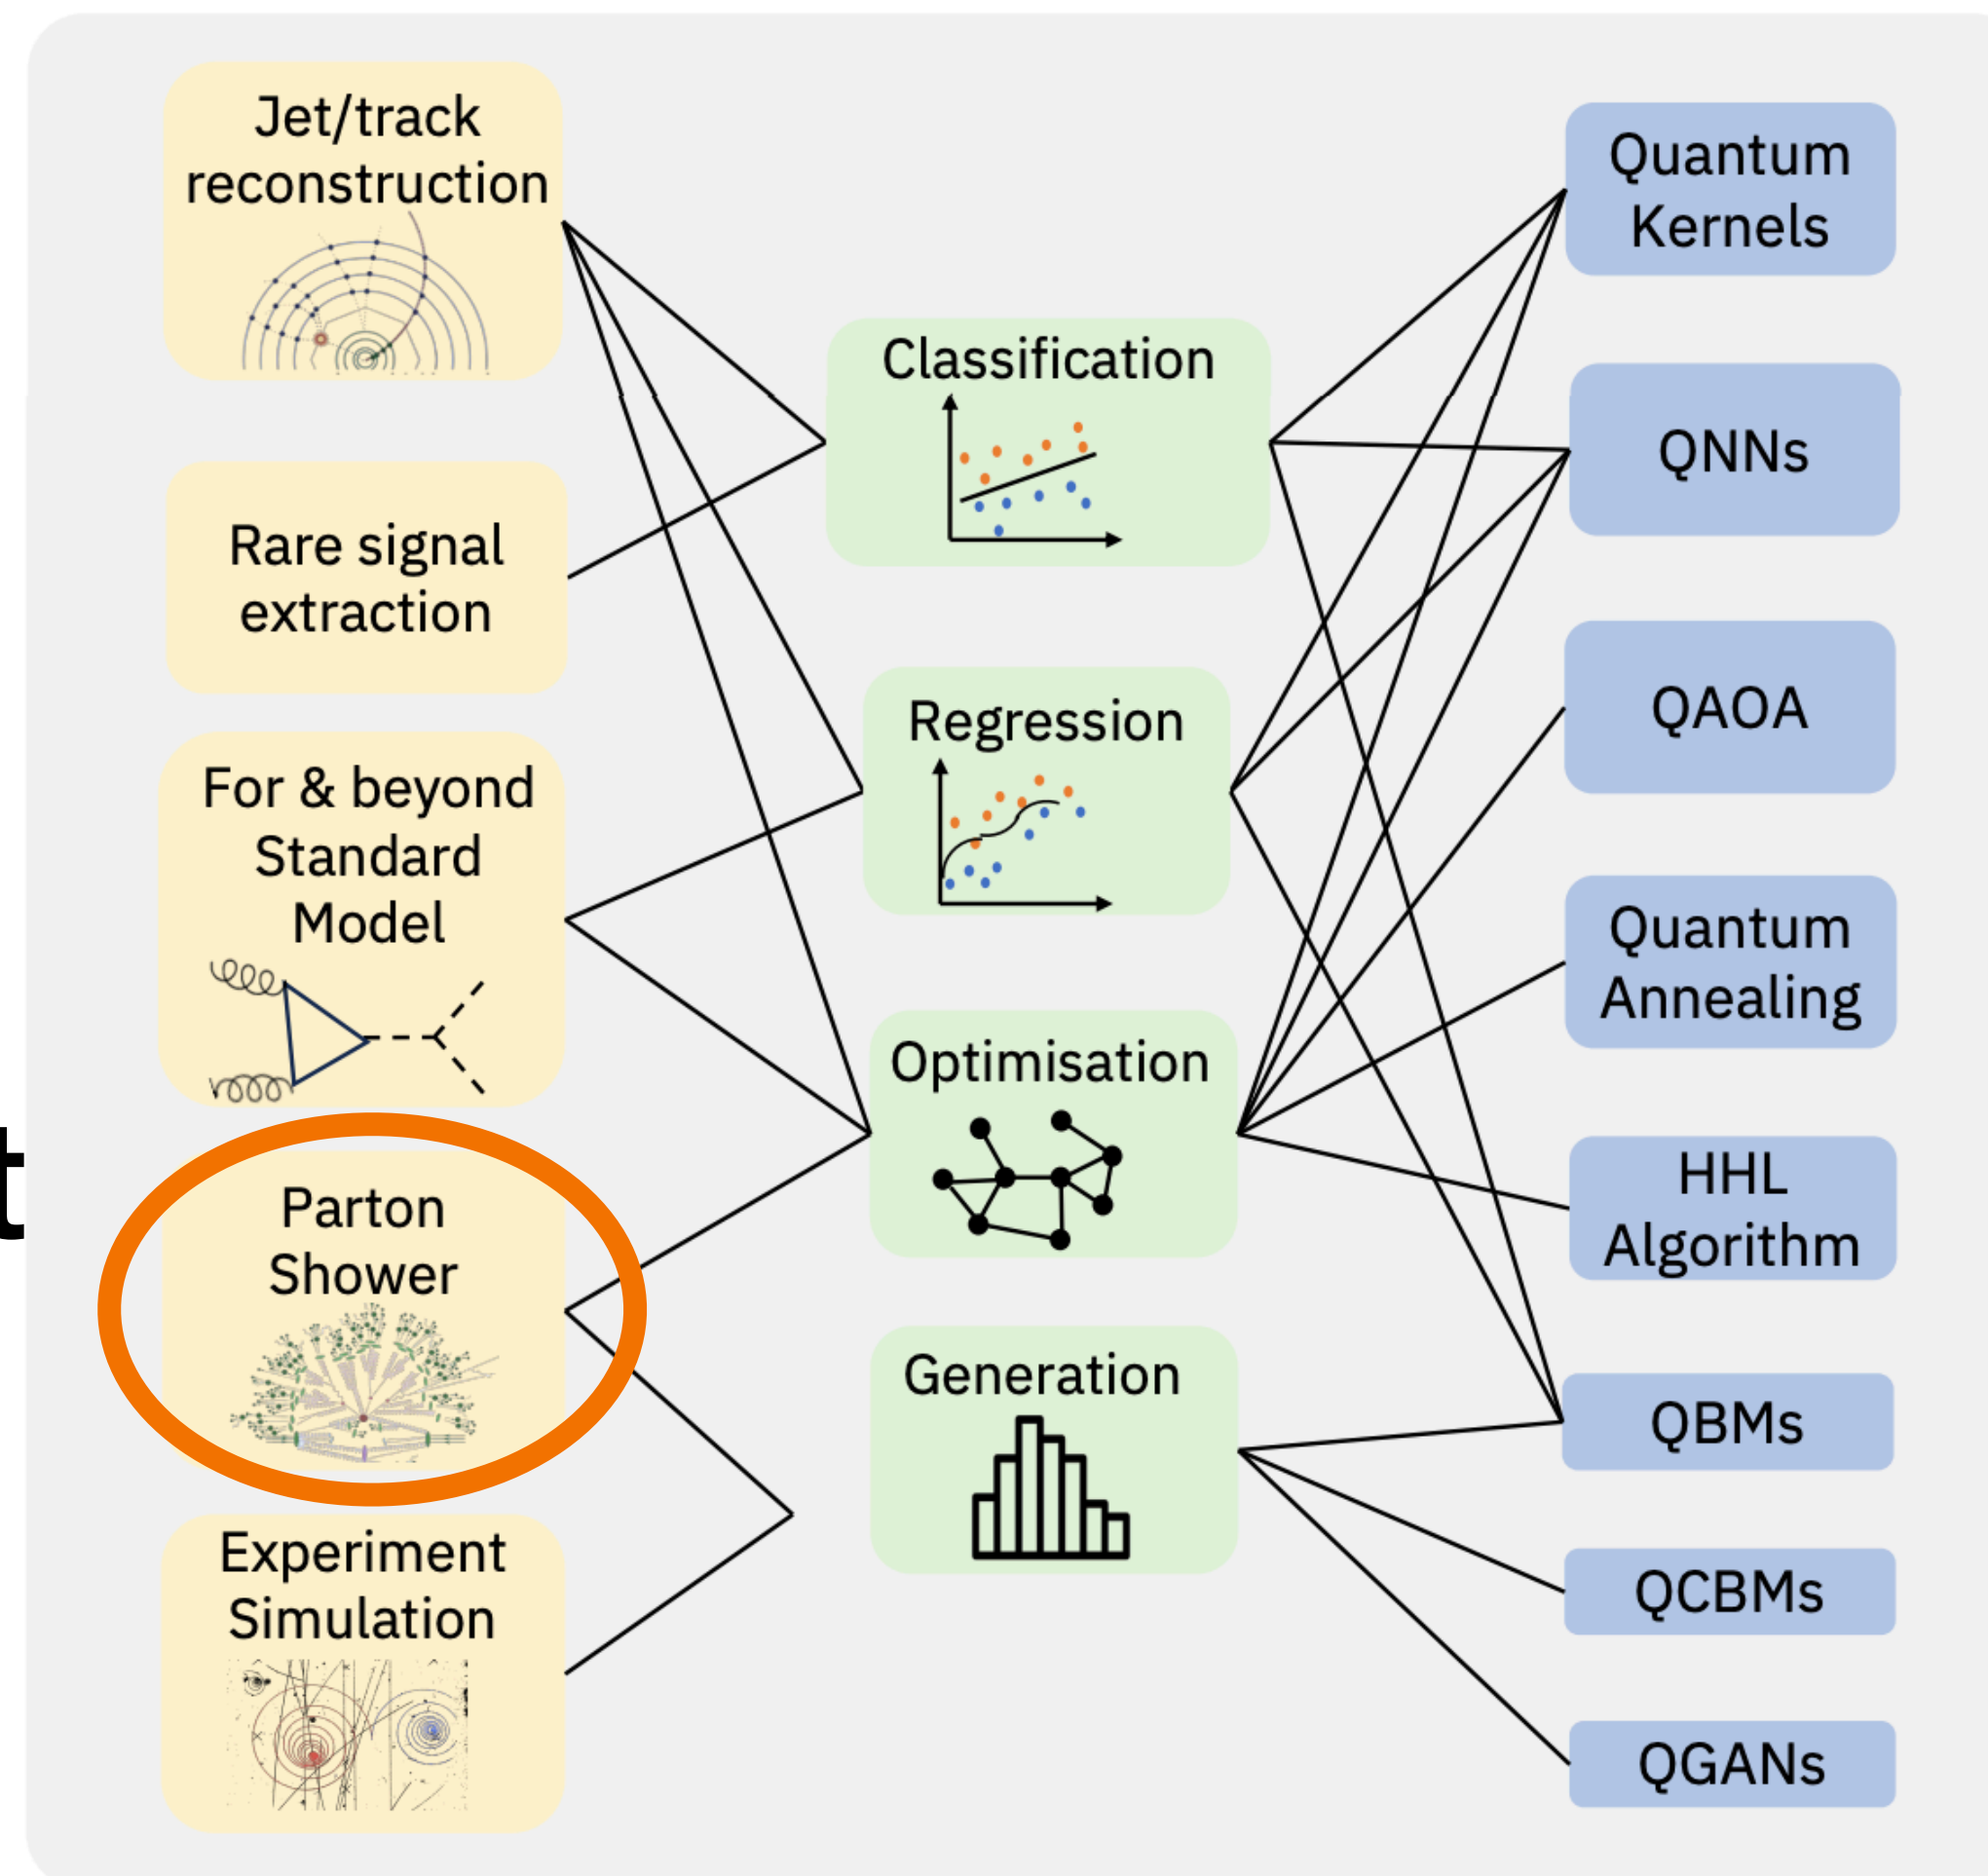 Jet/track
reconstruction
Rare signal
extraction
For & beyond
Standard
Model
t
Parton
Shower
Experiment
Simulation
Classification
Regression
Optimisation
Generation
Quantum
Kernels
QNNs
QAOA
Quantum
Annealing
HHL
Algorithm
QBMs
QCBMs
QGANs